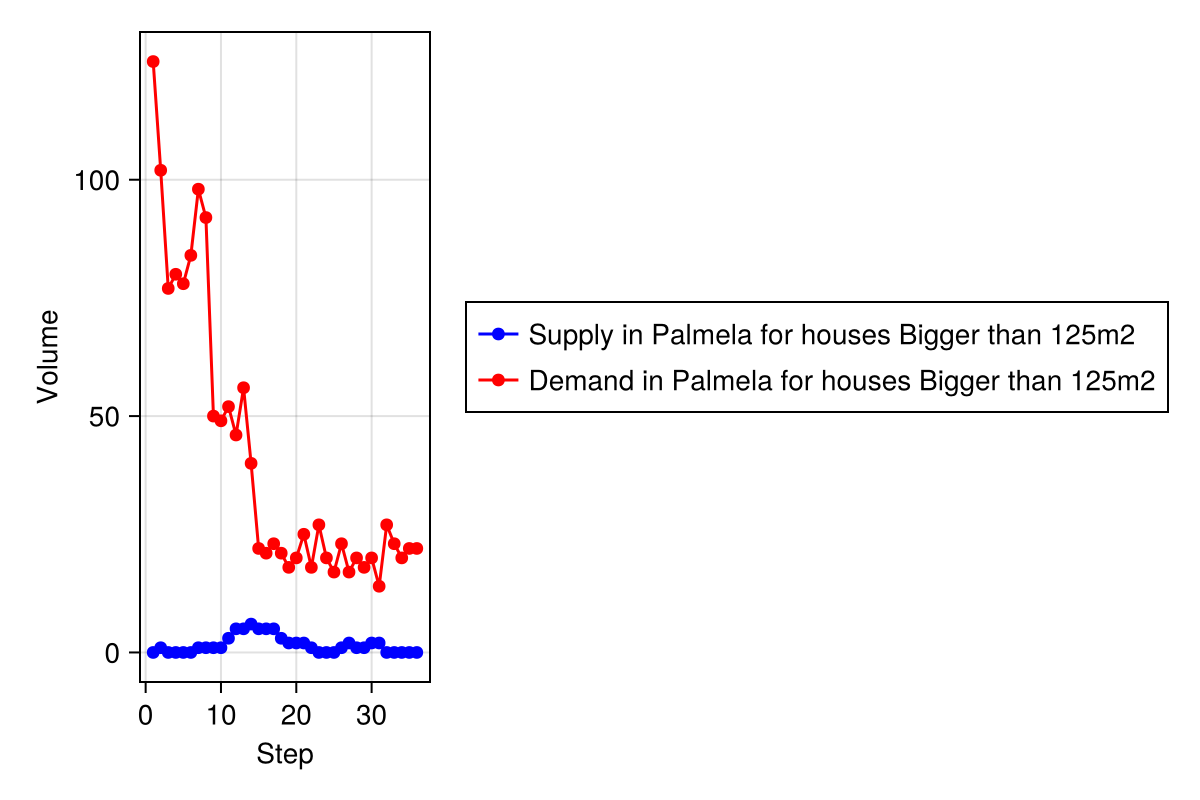 Volume
100
50
0
0 10 20 30
Step
Supply in Palmela for houses Bigger than 125m2
Demand in Palmela for houses Bigger than 125m2